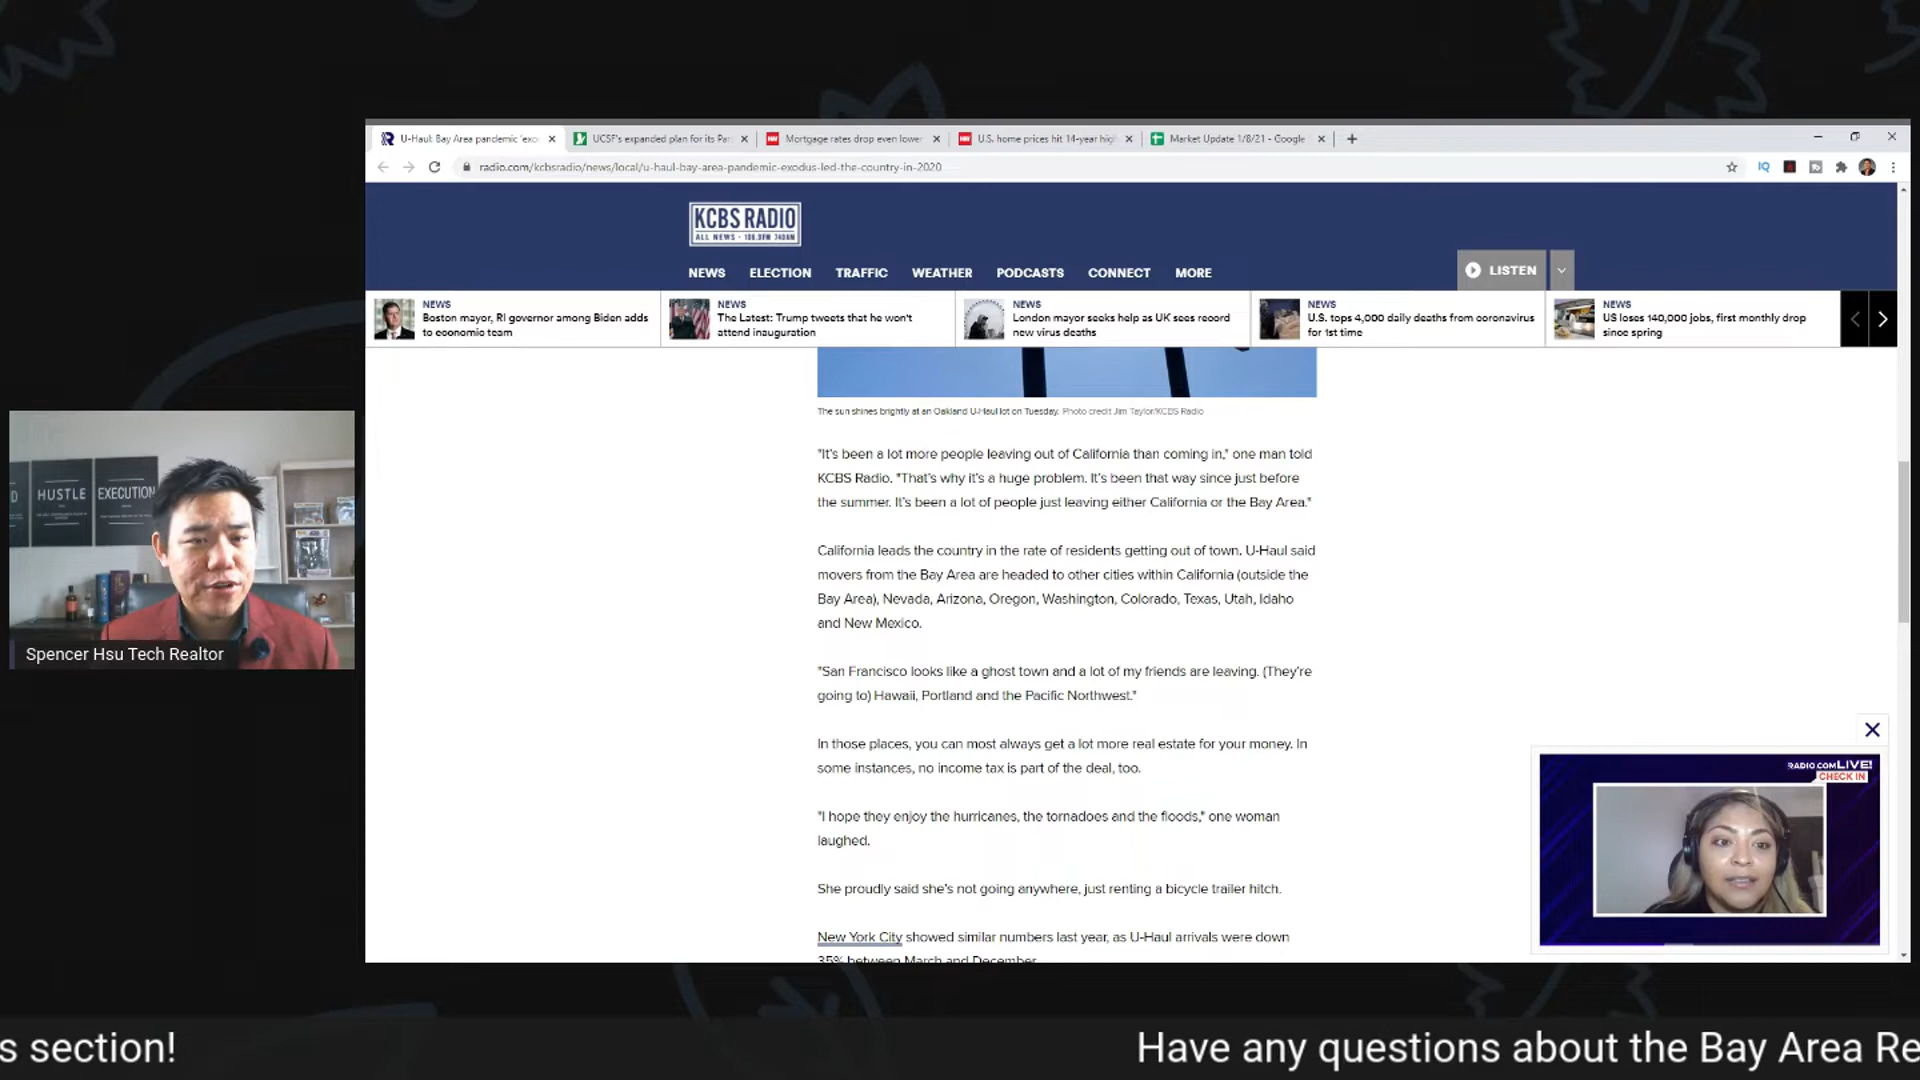 U-Haul: Bay Area pandemic 'exo
UCSF's expanded plan for its Par
Mortgage rates drop even lower
U.S. home prices hit 14-year hig
Market Update 1/8/21 - Google
radio.com/kcbsradio/news/local/u-haul-bay-area-pandemic-exodus-led-the-country-in-2020
KCBS RADIO
ALL NEWS · 106.9FM 740AM
NEWS
ELECTION
TRAFFIC
WEATHER
PODCASTS
CONNECT
MORE
LISTEN
NEWS
Boston mayor, RI governor among Biden adds
to economic team
NEWS
The Latest: Trump tweets that he won't
attend inauguration
NEWS
London mayor seeks help as UK sees record
new virus deaths
NEWS
U.S. tops 4,000 daily deaths from coronavirus
for 1st time
NEWS
US loses 140,000 jobs, first monthly drop
since spring
The sun shines brightly at an Oakland U-Haul lot on Tuesday. Photo credit Jim Taylor/KCBS Radio
"It's been a lot more people leaving out of California than coming in," one man told
KCBS Radio. "That's why it's a huge problem. It's been that way since just before
the summer. It's been a lot of people just leaving either California or the Bay Area."
California leads the country in the rate of residents getting out of town. U-Haul said
movers from the Bay Area are headed to other cities within California (outside the
Bay Area), Nevada, Arizona, Oregon, Washington, Colorado, Texas, Utah, Idaho
and New Mexico.
"San Francisco looks like a ghost town and a lot of my friends are leaving. (They're
going to) Hawaii, Portland and the Pacific Northwest."
In those places, you can most always get a lot more real estate for your money. In
some instances, no income tax is part of the deal, too.
"I hope they enjoy the hurricanes, the tornadoes and the floods," one woman
laughed.
She proudly said she's not going anywhere, just renting a bicycle trailer hitch.
New York City showed similar numbers last year, as U-Haul arrivals were down
35% between March and December.
RADIO.COM LIVE!
CHECK IN
D
HUSTLE
EXECUTION
Spencer Hsu Tech Realtor
s section!
Have any questions about the Bay Area Re